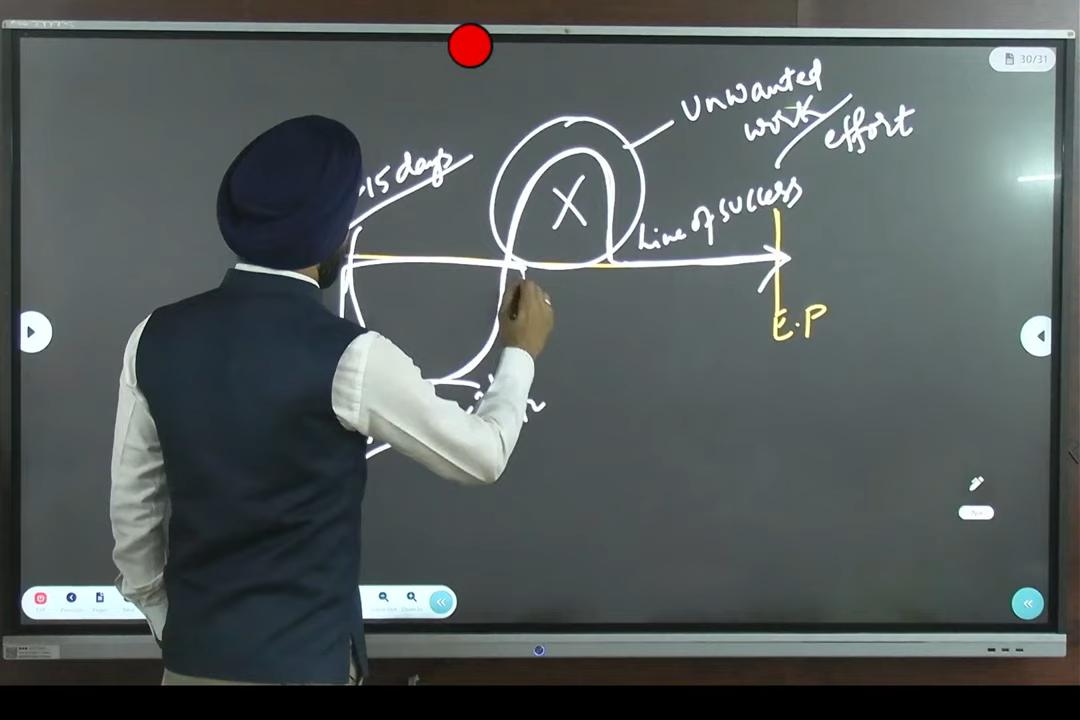 30/31
Unwanted
work/
effort
15 days
Line of success
E.P